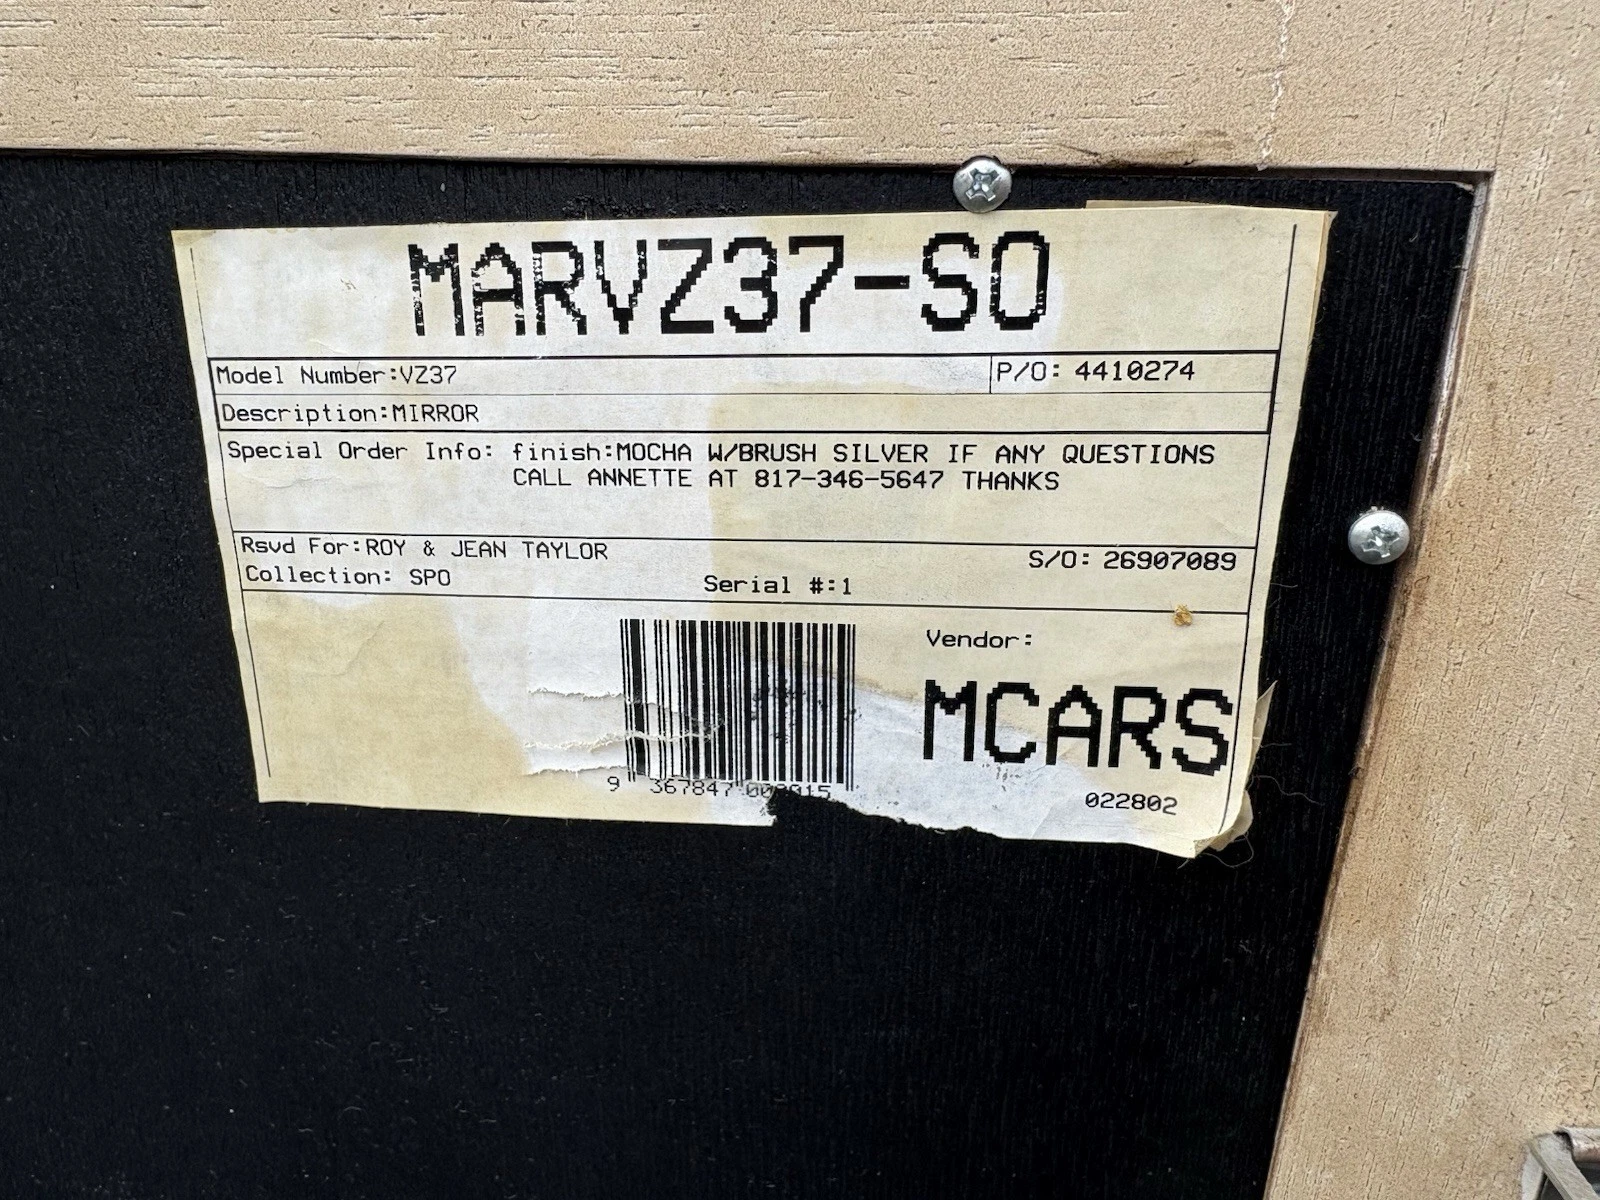 MARVZ37-SO
Model Number:VZ37 P/O: 4410274
Description:MIRROR
Special Order Info: finish:MOCHA W/BRUSH SILVER IF ANY QUESTIONS
CALL ANNETTE AT 817-346-5647 THANKS
Rsvd For:ROY & JEAN TAYLOR S/O: 26907089
Collection: SPO Serial #:1
Vendor:
MCARS
9 367847
022802